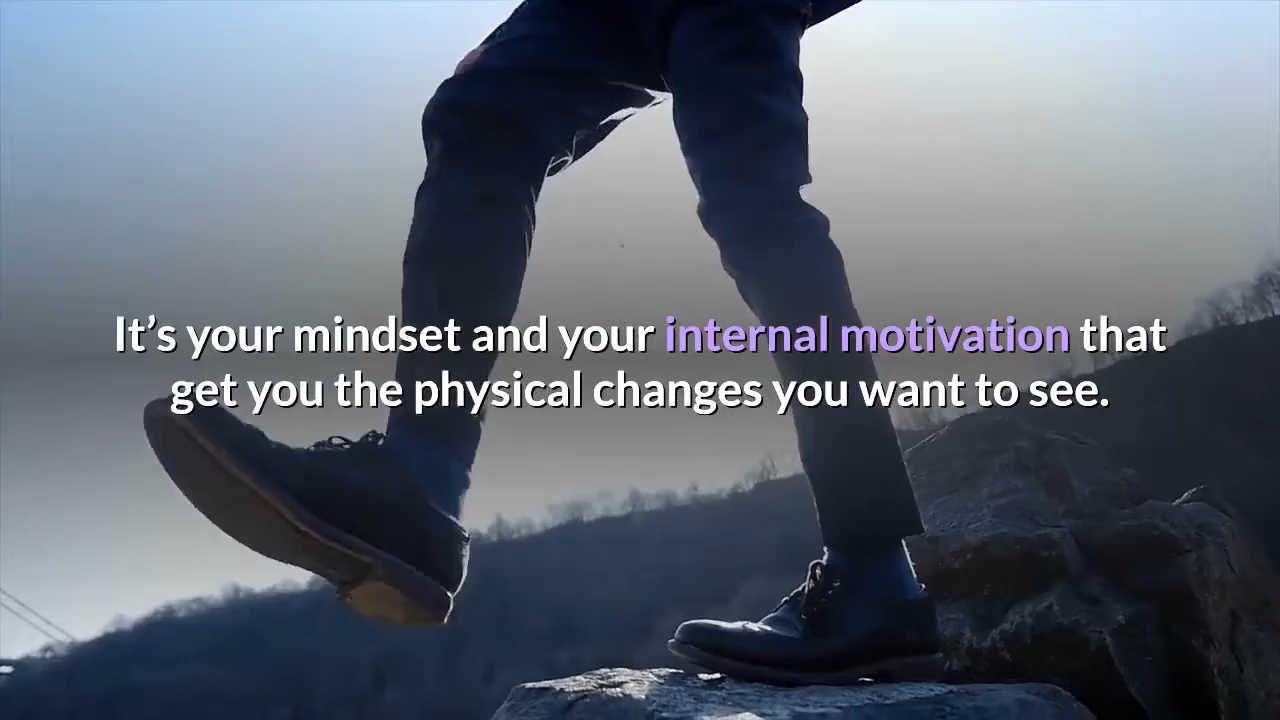 It’s your mindset and your internal motivation that
get you the physical changes you want to see.